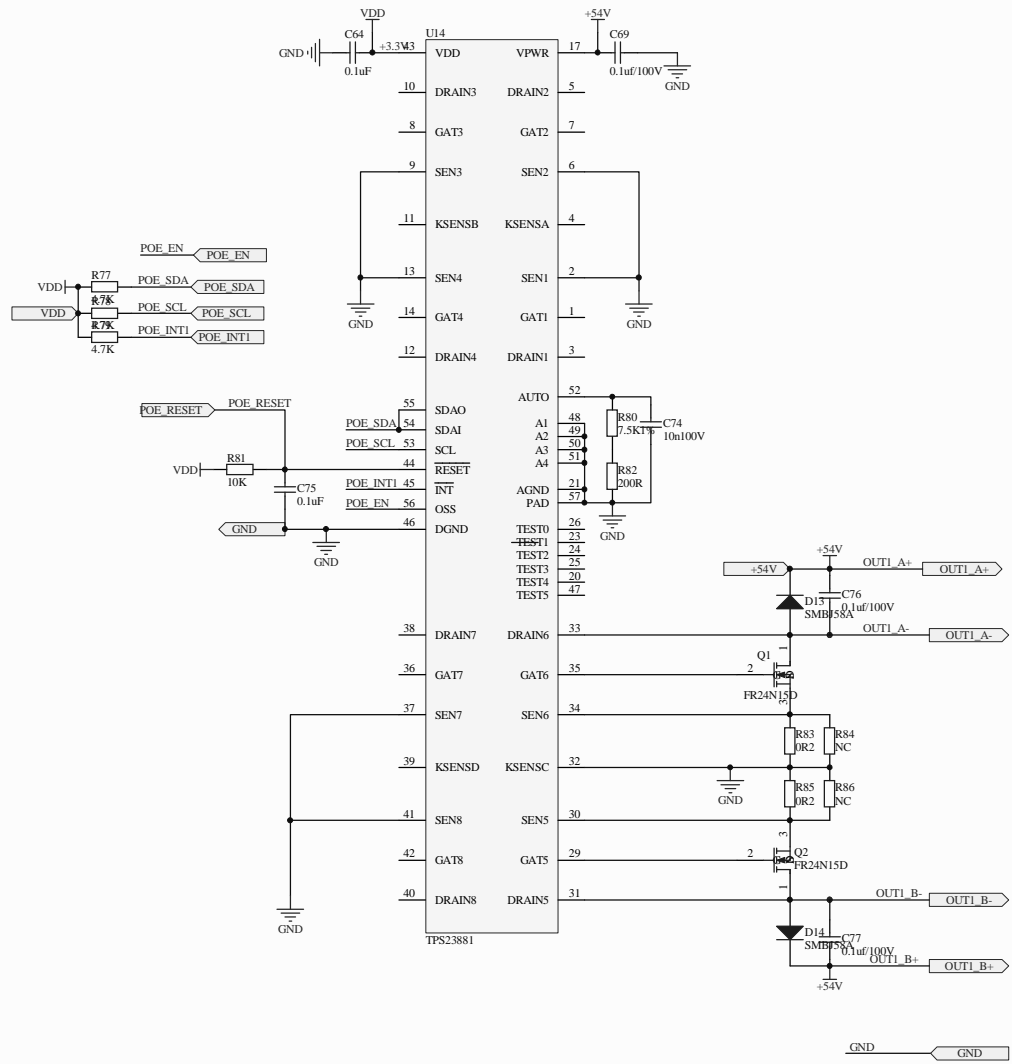 VDD
+54V
C64
U14
C69
GND
+3.3V
43
VDD
VPWR
17
0.1uF
0.1uf/100V
GND
10
DRAIN3
DRAIN2
5
8
GAT3
GAT2
7
9
SEN3
SEN2
6
11
KSENSB
KSENSA
4
POE_EN
POE_EN
13
SEN4
SEN1
2
R77
VDD
POE_SDA
POE_SDA
4.7K
R78
VDD
POE_SCL
POE_SCL
4.7K
R79
POE_INT1
POE_INT1
4.7K
GND
GND
14
GAT4
GAT1
1
12
DRAIN4
DRAIN1
3
AUTO
52
POE_RESET
POE_RESET
55
SDAO
A1
48
R80
7.5K1%
C74
10n100V
POE_SDA
54
SDAI
A2
49
POE_SCL
53
SCL
A3
50
A4
51
R81
VDD
10K
44
RESET
R82
200R
C75
0.1uF
POE_INT1
45
INT
AGND
21
POE_EN
56
OSS
PAD
57
GND
46
DGND
TEST0
26
GND
GND
TEST1
23
TEST2
24
TEST3
25
TEST4
20
TEST5
47
+54V
+54V
OUT1_A+
OUT1_A+
D13
SMBJ58A
C76
0.1uf/100V
38
DRAIN7
DRAIN6
33
OUT1_A-
OUT1_A-
1
Q1
36
GAT7
GAT6
35
2
FR24N15D
3
37
SEN7
SEN6
34
R83
0R2
R84
NC
39
KSENSD
KSENSC
32
GND
R85
0R2
R86
NC
41
SEN8
SEN5
30
3
Q2
42
GAT8
GAT5
29
2
FR24N15D
1
40
DRAIN8
DRAIN5
31
OUT1_B-
OUT1_B-
GND
TPS23881
D14
SMBJ58A
C77
0.1uf/100V
OUT1_B+
OUT1_B+
+54V
GND
GND